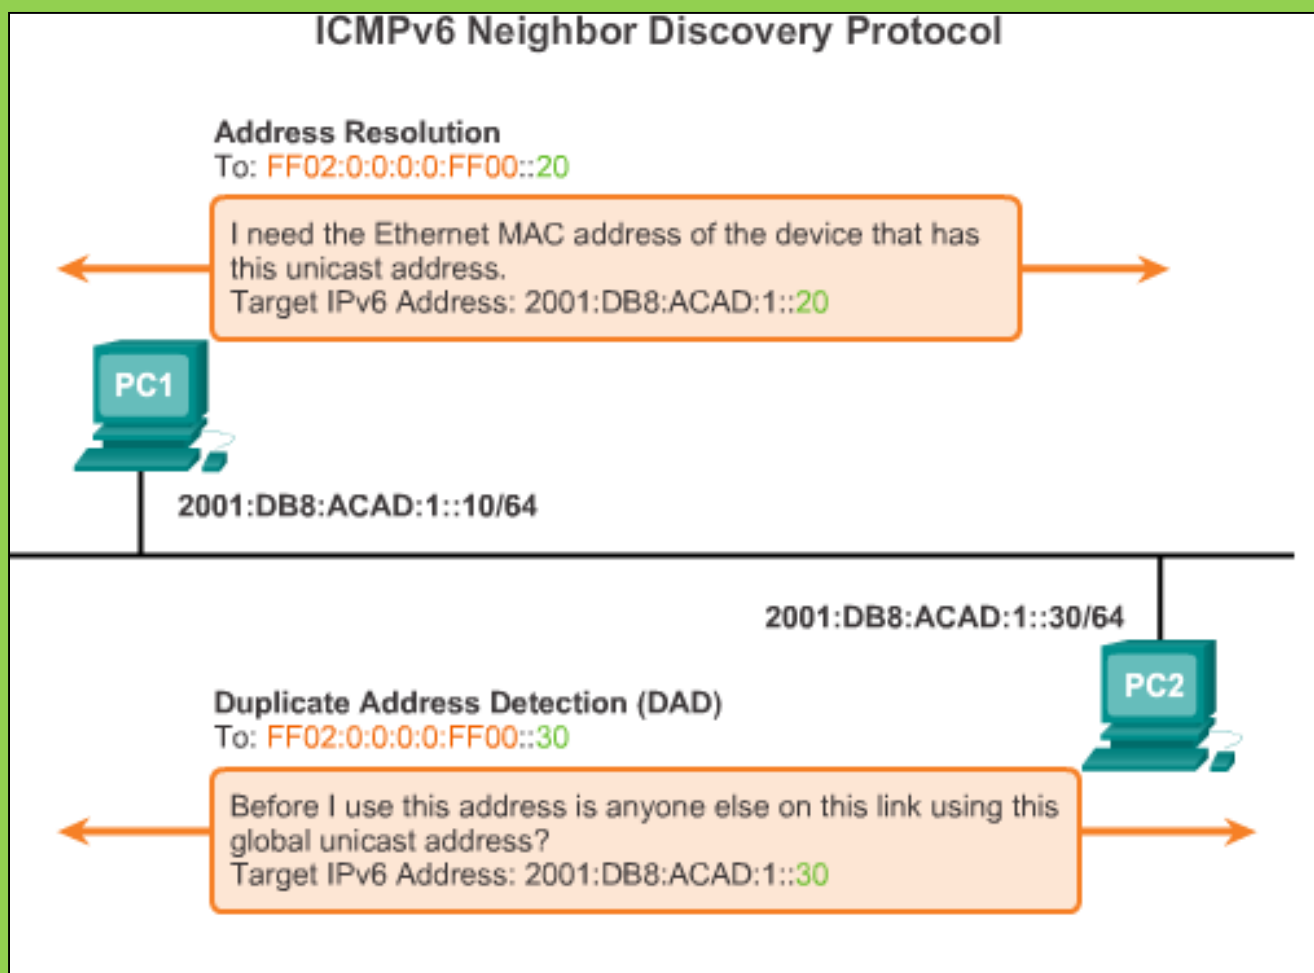 ICMPv6 Neighbor Discovery Protocol
Address Resolution
To: FF02:0:0:0:0:FF00::20
I need the Ethernet MAC address of the device that has
this unicast address.
Target IPv6 Address: 2001:DB8:ACAD:1::20
PC1
2001:DB8:ACAD:1::10/64
2001:DB8:ACAD:1::30/64
PC2
Duplicate Address Detection (DAD)
To: FF02:0:0:0:0:FF00::30
Before I use this address is anyone else on this link using this
global unicast address?
Target IPv6 Address: 2001:DB8:ACAD:1::30